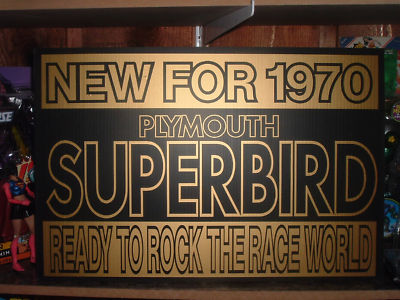 NEW FOR 1970
PLYMOUTH
SUPERBIRD
READY TO ROCK THE RACE WORLD